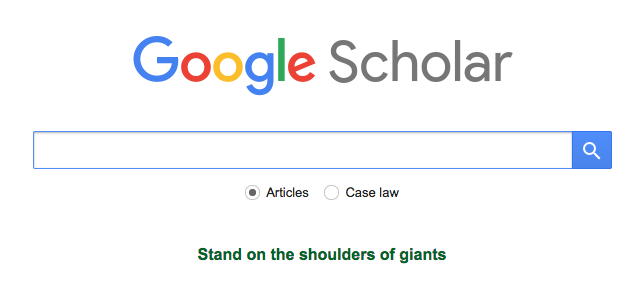 Google Scholar
Articles Case law
Stand on the shoulders of giants